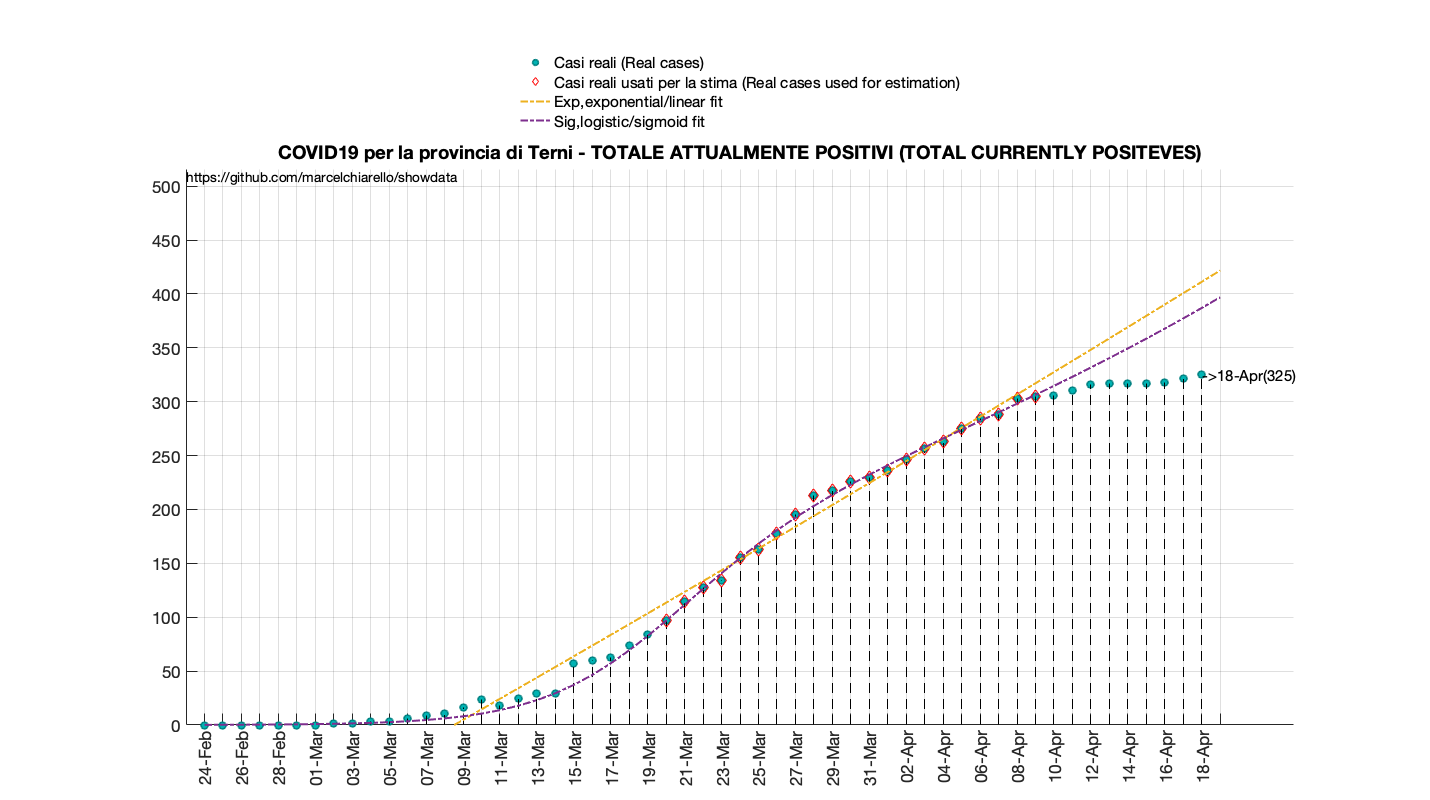 Casi reali (Real cases)
Casi reali usati per la stima (Real cases used for estimation)
Exp,exponential/linear fit
Sig,logistic/sigmoid fit
COVID19 per la provincia di Terni - TOTALE ATTUALMENTE POSITIVI (TOTAL CURRENTLY POSITEVES)
https://github.com/marcelchiarello/showdata
500
450
400
350
300
250
200
150
100
50
0
->18-Apr(325)
24-Feb
26-Feb
28-Feb
01-Mar
03-Mar
05-Mar
07-Mar
09-Mar
11-Mar
13-Mar
15-Mar
17-Mar
19-Mar
21-Mar
23-Mar
25-Mar
27-Mar
29-Mar
31-Mar
02-Apr
04-Apr
06-Apr
08-Apr
10-Apr
12-Apr
14-Apr
16-Apr
18-Apr